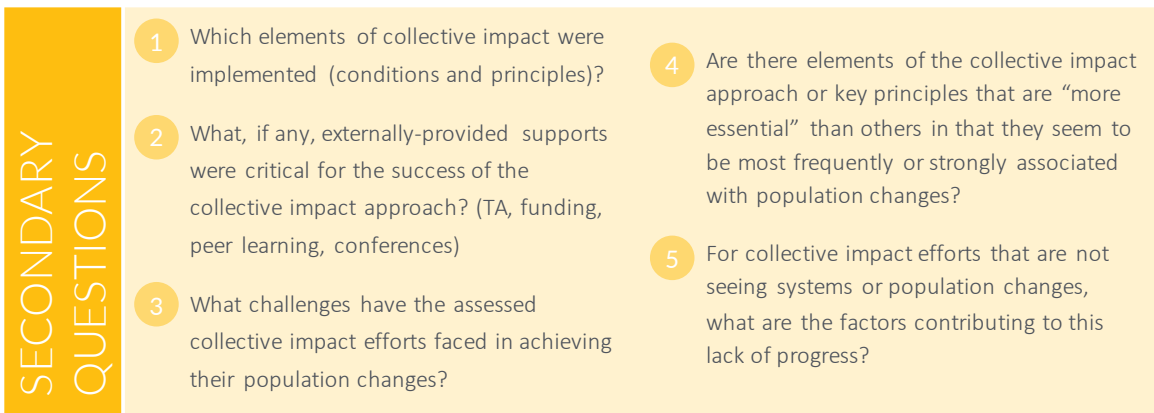 SECONDARY
QUESTIONS
1
Which elements of collective impact were
implemented (conditions and principles)?
2
What, if any, externally-provided supports
were critical for the success of the
collective impact approach? (TA, funding,
peer learning, conferences)
3
What challenges have the assessed
collective impact efforts faced in achieving
their population changes?
4
Are there elements of the collective impact
approach or key principles that are “more
essential” than others in that they seem to
be most frequently or strongly associated
with population changes?
5
For collective impact efforts that are not
seeing systems or population changes,
what are the factors contributing to this
lack of progress?